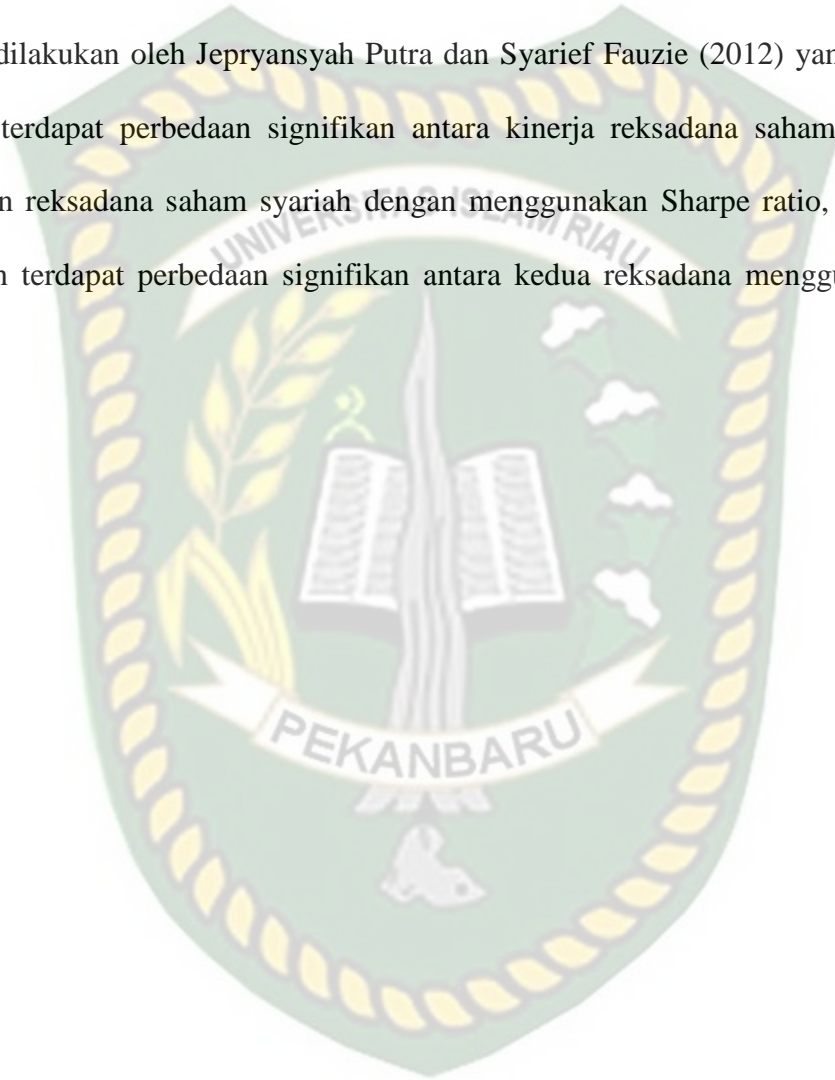 dilakukan oleh Jepryansyah Putra dan Syarief Fauzie (2012) yan
terdapat perbedaan signifikan antara kinerja reksadana saham
n reksadana saham syariah dengan menggunakan Sharpe ratio,
terdapat perbedaan signifikan antara kedua reksadana menggu
UNIVERSITAS ISLAM RIAU
PEKANBARU